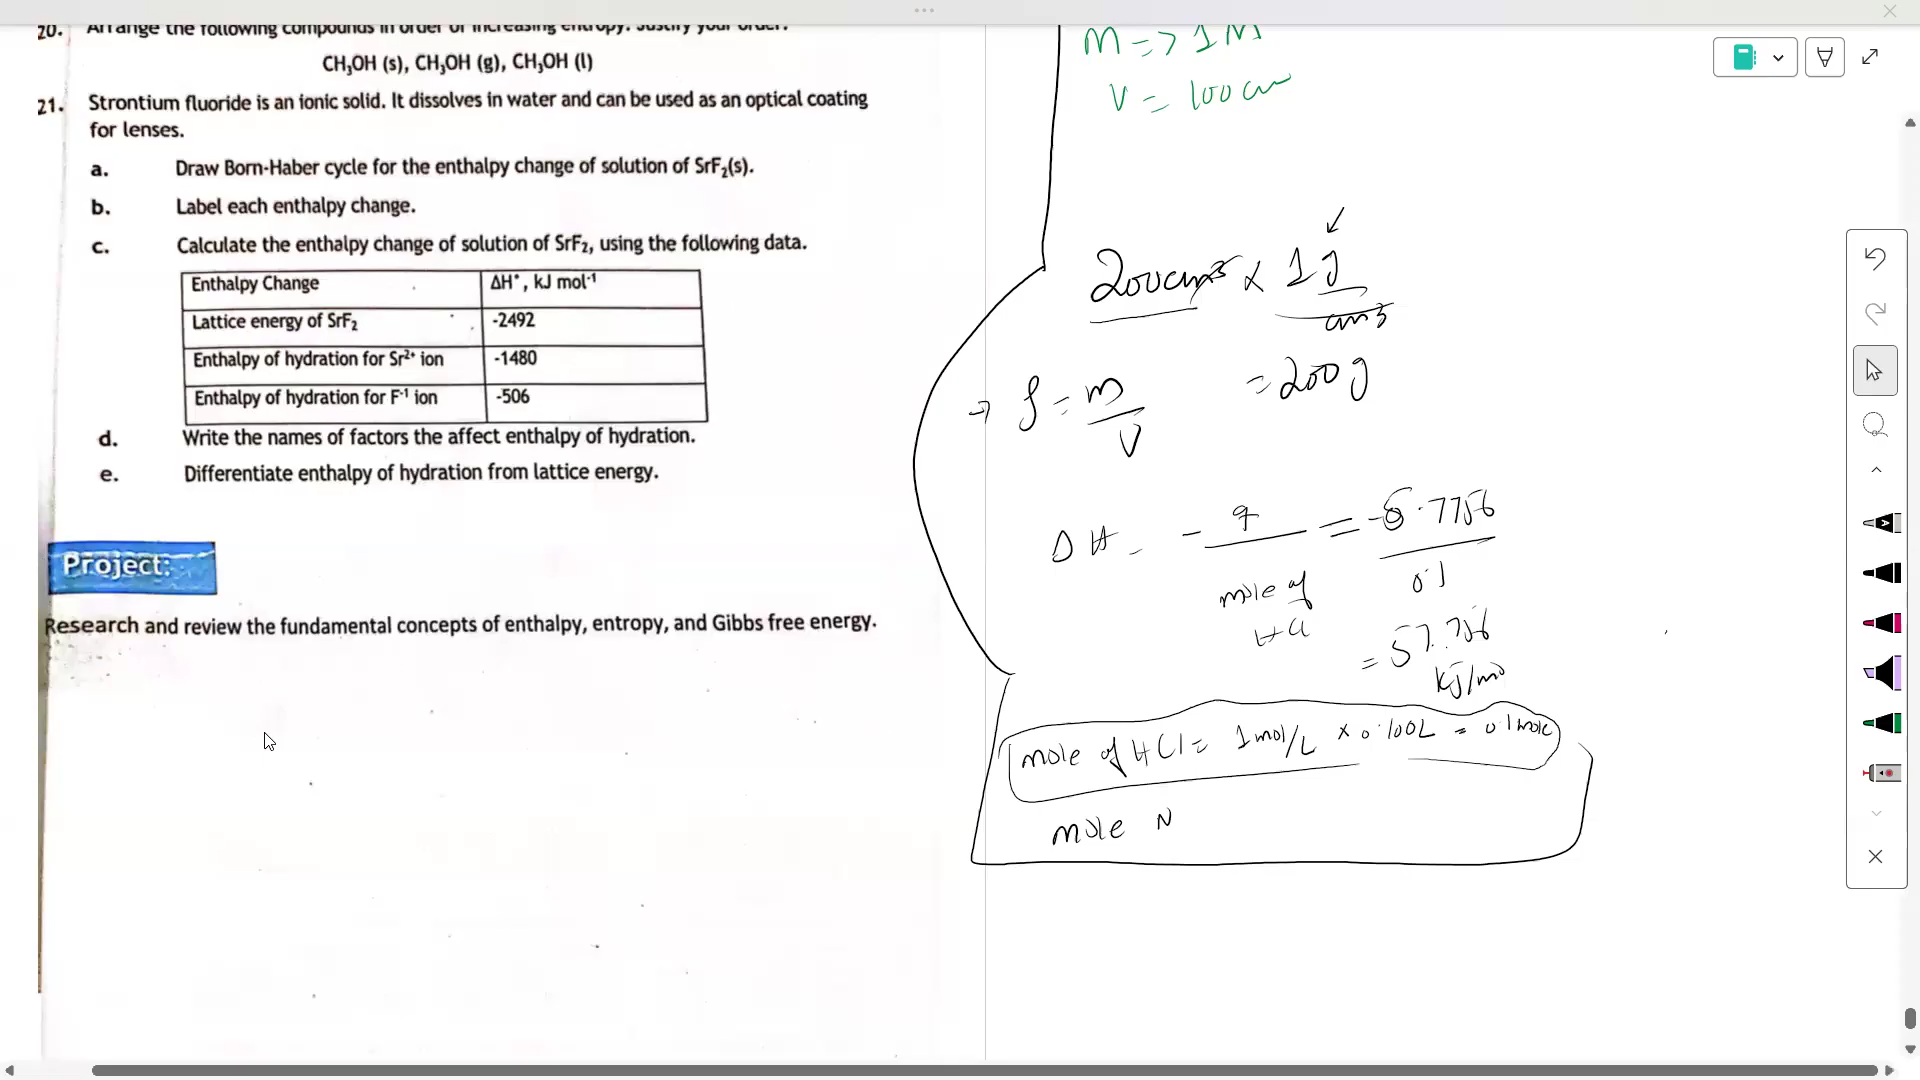 20. Arrange the following compounds in order of increasing entropy. Justify your order.
CH₃OH (s), CH₃OH (g), CH₃OH (l)
21. Strontium fluoride is an ionic solid. It dissolves in water and can be used as an optical coating
for lenses.
a. Draw Born-Haber cycle for the enthalpy change of solution of SrF₂(s).
b. Label each enthalpy change.
c. Calculate the enthalpy change of solution of SrF₂, using the following data.
Enthalpy Change ΔH°, kJ mol⁻¹
Lattice energy of SrF₂ -2492
Enthalpy of hydration for Sr²⁺ ion -1480
Enthalpy of hydration for F⁻¹ ion -506
d. Write the names of factors the affect enthalpy of hydration.
e. Differentiate enthalpy of hydration from lattice energy.
Project:
Research and review the fundamental concepts of enthalpy, entropy, and Gibbs free energy.
M => 1M
V = 100cm
200cm³ x 1g
cm³
= 200g
→ ρ = m
V
ΔH = - q = -5.7756
mole of 0.1
HCl
= 57.756
kJ/mo
mole of HCl = 1mol/L x 0.100L = 0.1mole
mole N